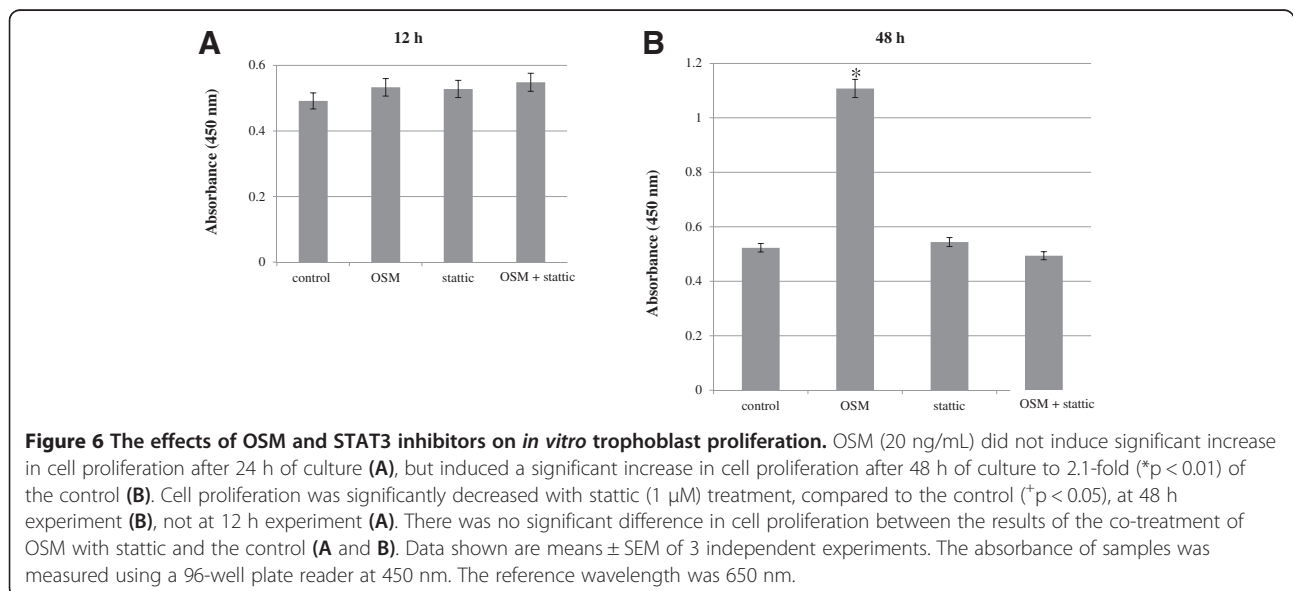 A
12 h
0.6
0.4
0.2
0
Absorbance (450 nm)
control
OSM
stattic
OSM + stattic
B
48 h
1.2
1
0.8
0.6
0.4
0.2
0
Absorbance (450 nm)
*
control
OSM
stattic
OSM + stattic
Figure 6 The effects of OSM and STAT3 inhibitors on in vitro trophoblast proliferation. OSM (20 ng/mL) did not induce significant increase
in cell proliferation after 24 h of culture (A), but induced a significant increase in cell proliferation after 48 h of culture to 2.1-fold (*p < 0.01) of
the control (B). Cell proliferation was significantly decreased with stattic (1 μM) treatment, compared to the control (+p < 0.05), at 48 h
experiment (B), not at 12 h experiment (A). There was no significant difference in cell proliferation between the results of the co-treatment of
OSM with stattic and the control (A and B). Data shown are means ± SEM of 3 independent experiments. The absorbance of samples was
measured using a 96-well plate reader at 450 nm. The reference wavelength was 650 nm.